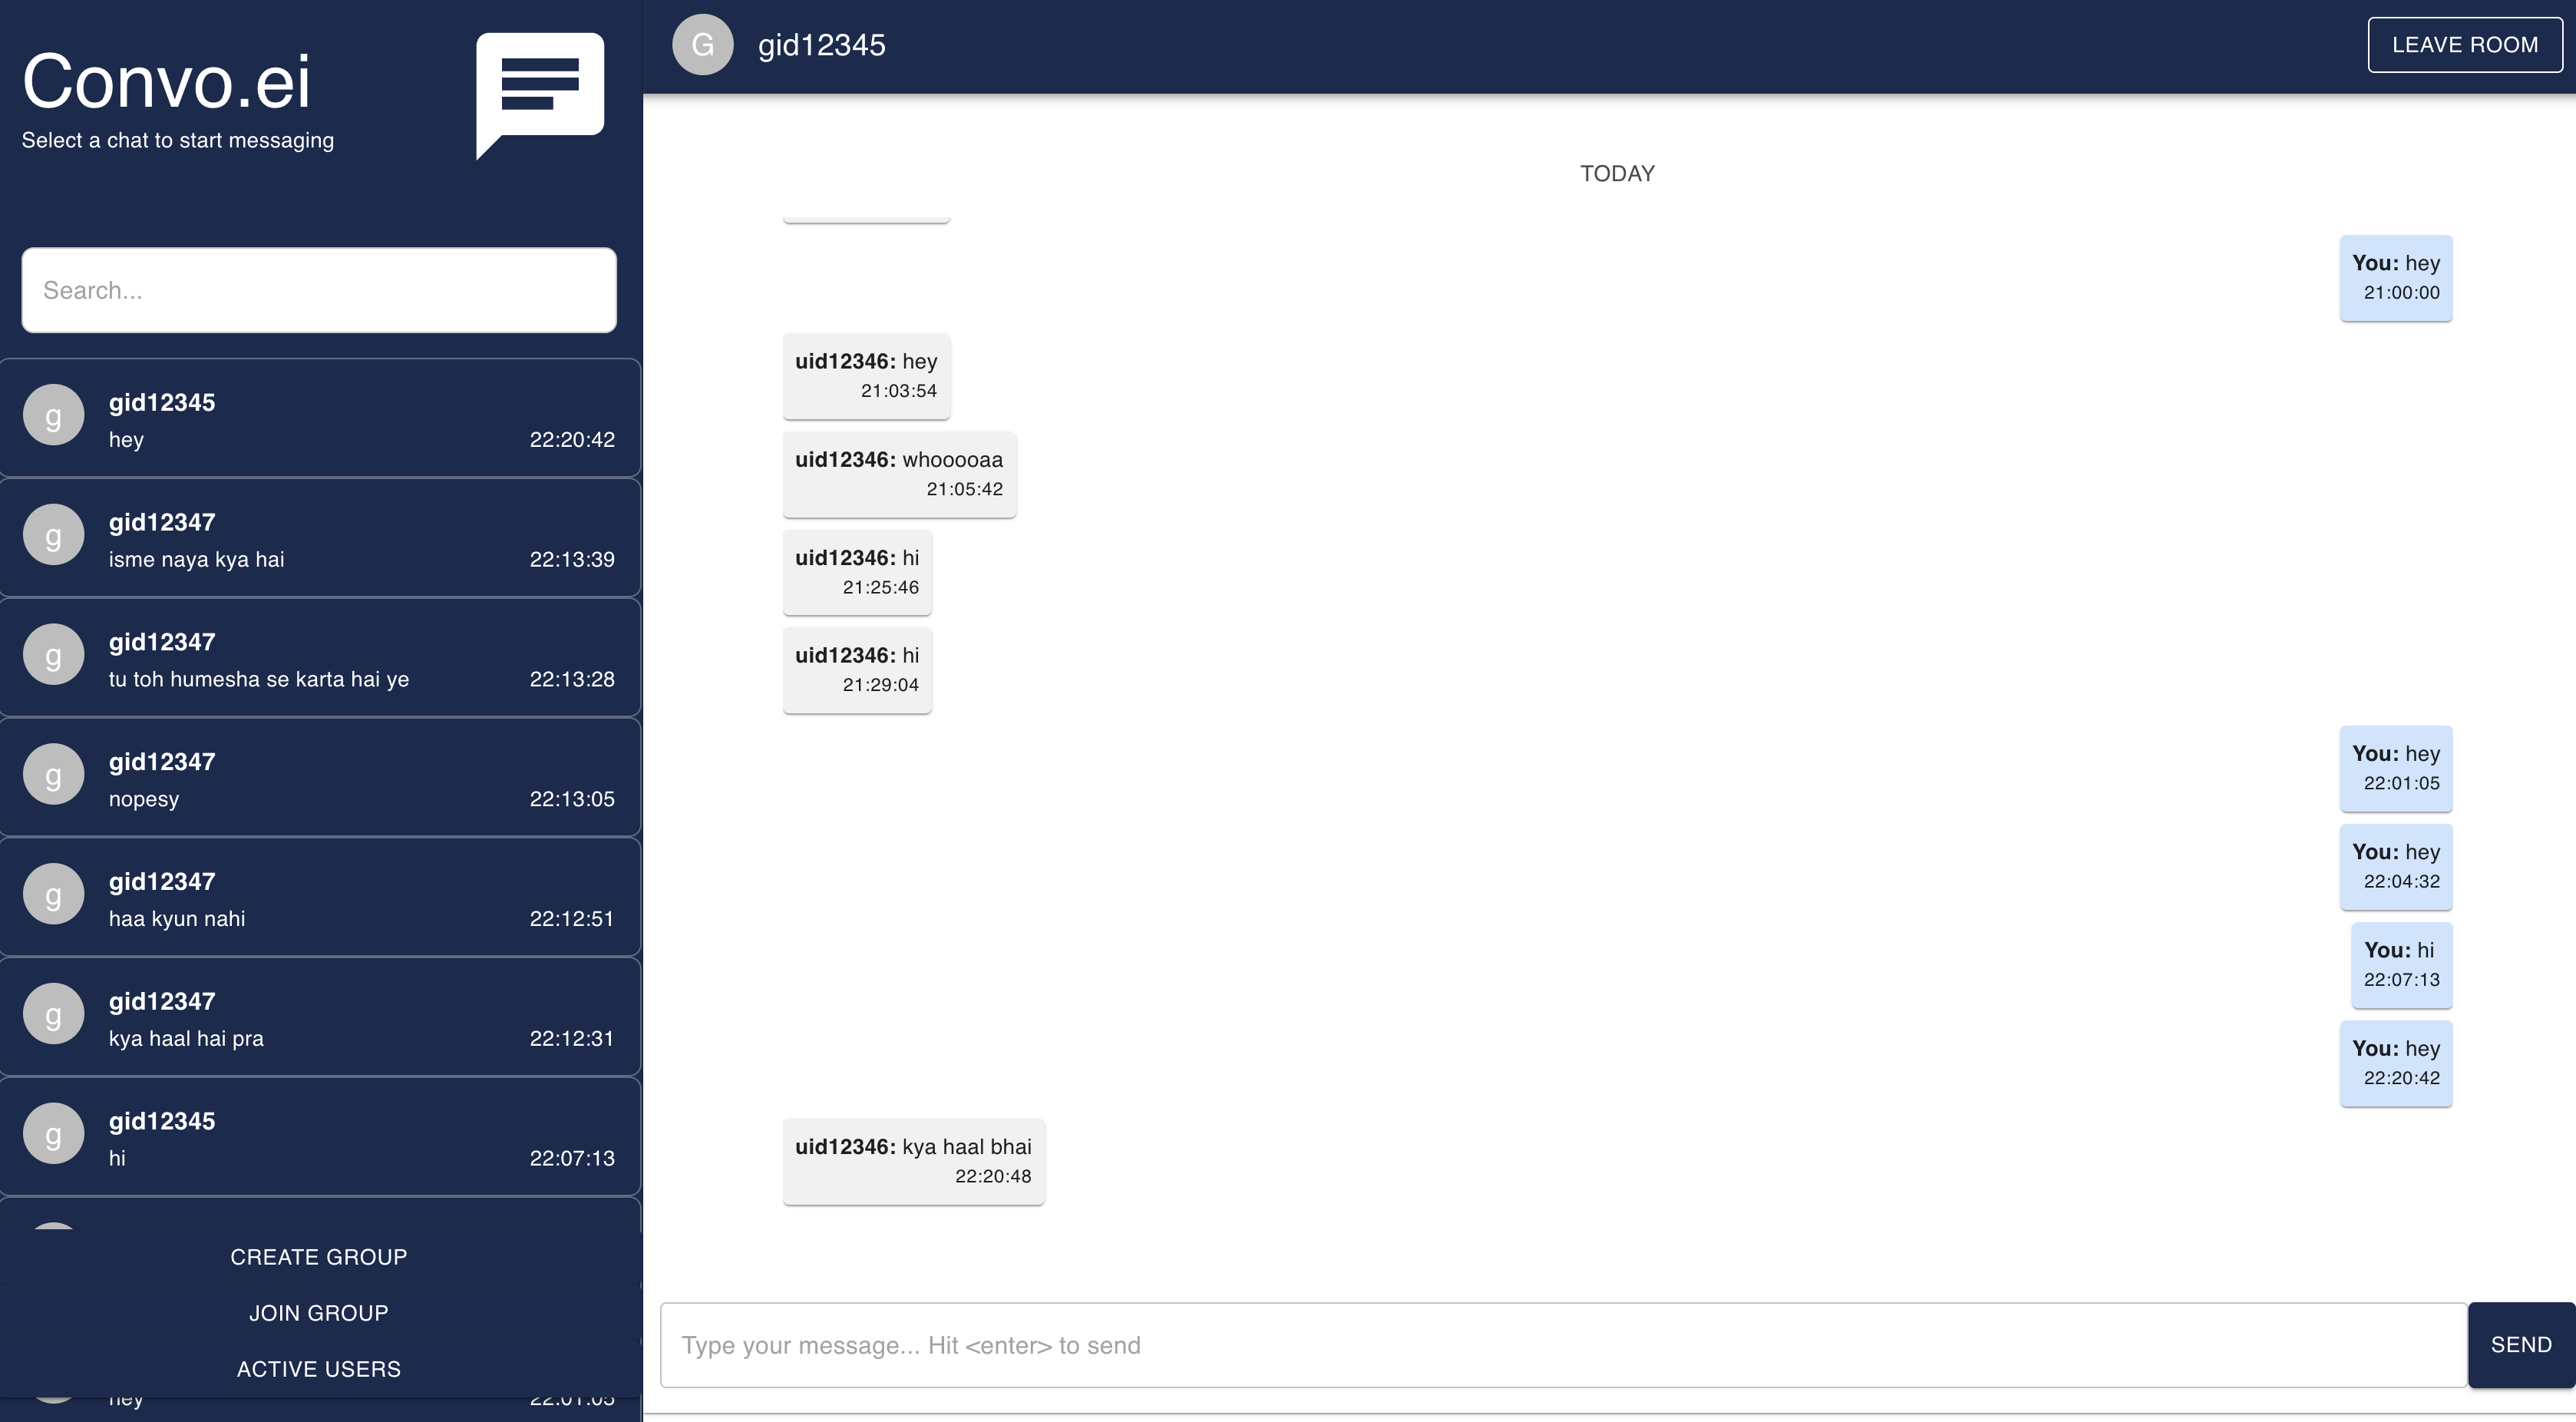 Convo.ei
Select a chat to start messaging
Search...
g
gid12345
hey
22:20:42
g
gid12347
isme naya kya hai
22:13:39
g
gid12347
tu toh humesha se karta hai ye
22:13:28
g
gid12347
nopesy
22:13:05
g
gid12347
haa kyun nahi
22:12:51
g
gid12347
kya haal hai pra
22:12:31
g
gid12345
hi
22:07:13
CREATE GROUP
JOIN GROUP
ACTIVE USERS
hey
22:01:05
G
gid12345
LEAVE ROOM
TODAY
You: hey
21:00:00
uid12346: hey
21:03:54
uid12346: whooooaa
21:05:42
uid12346: hi
21:25:46
uid12346: hi
21:29:04
You: hey
22:01:05
You: hey
22:04:32
You: hi
22:07:13
You: hey
22:20:42
uid12346: kya haal bhai
22:20:48
Type your message... Hit <enter> to send
SEND